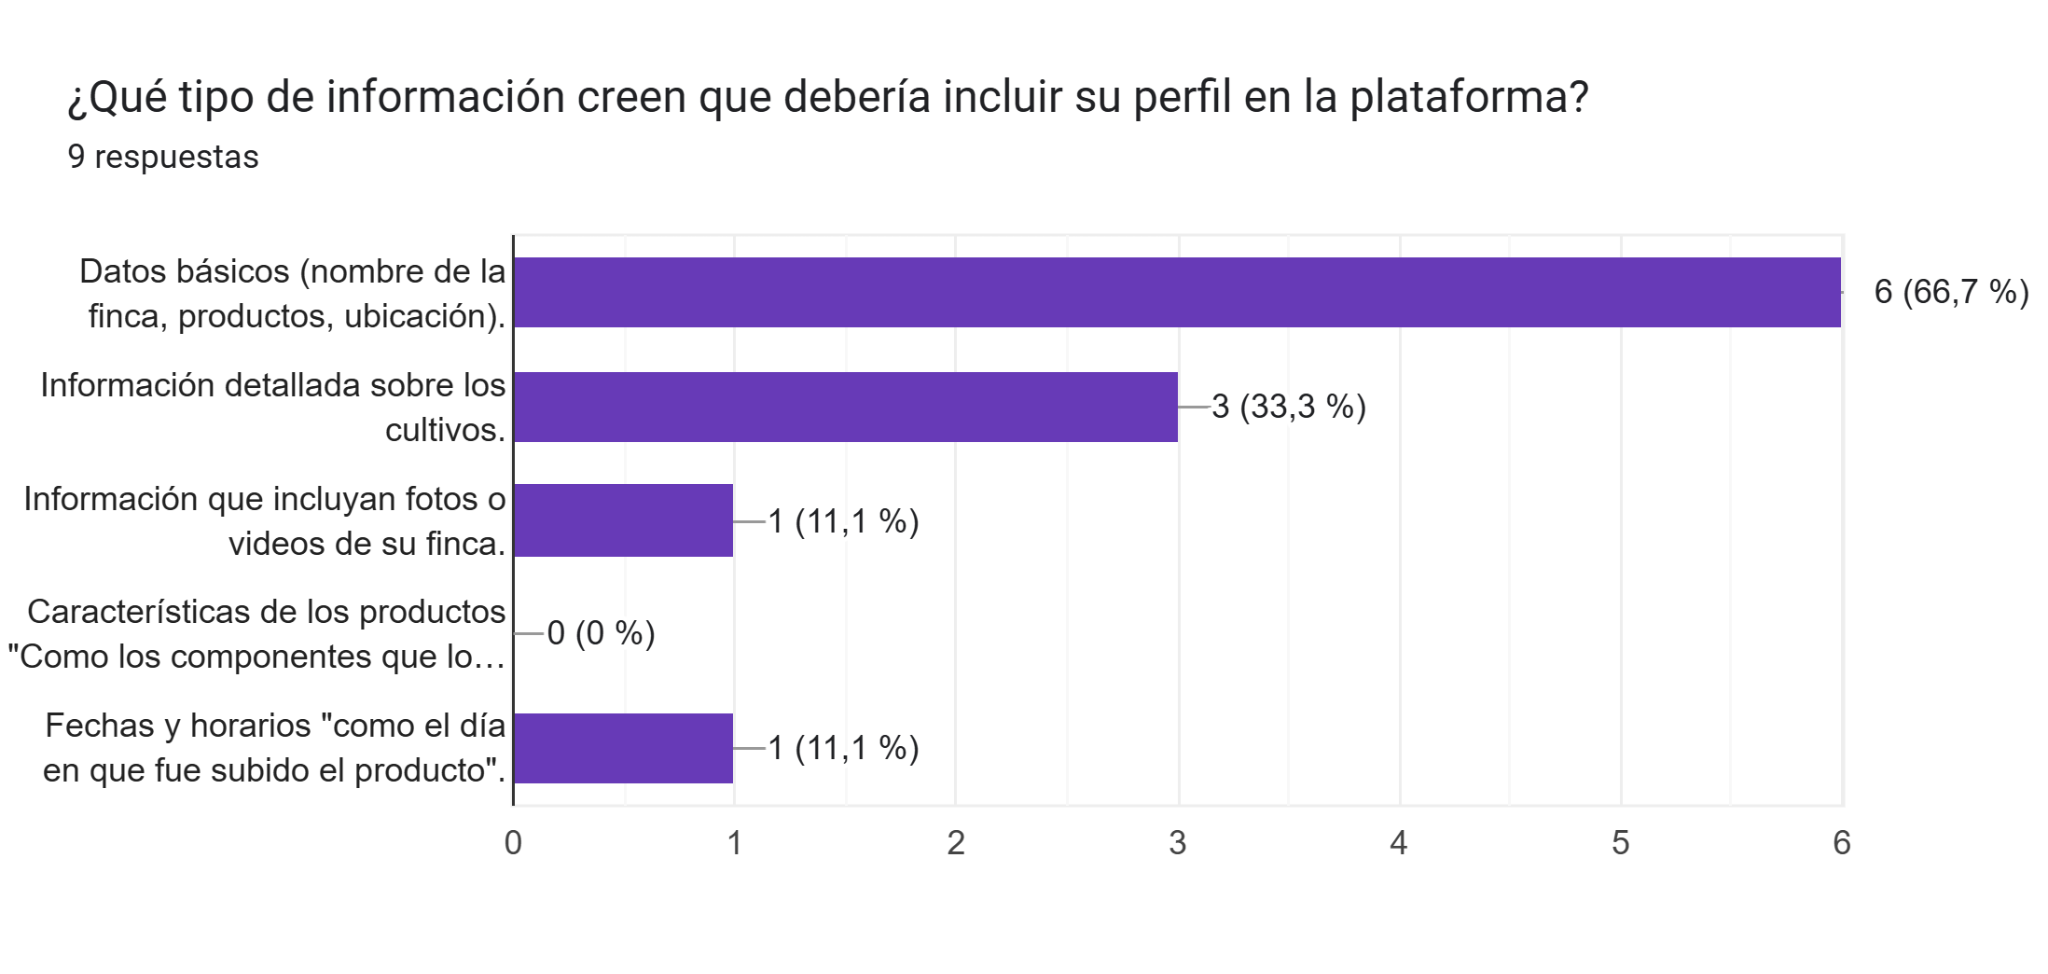 ¿Qué tipo de información creen que debería incluir su perfil en la plataforma?
9 respuestas
Datos básicos (nombre de la
finca, productos, ubicación).
6 (66,7 %)
Información detallada sobre los
cultivos.
3 (33,3 %)
Información que incluyan fotos o
videos de su finca.
1 (11,1 %)
Características de los productos
"Como los componentes que lo…
0 (0 %)
Fechas y horarios "como el día
en que fue subido el producto".
1 (11,1 %)
0 1 2 3 4 5 6